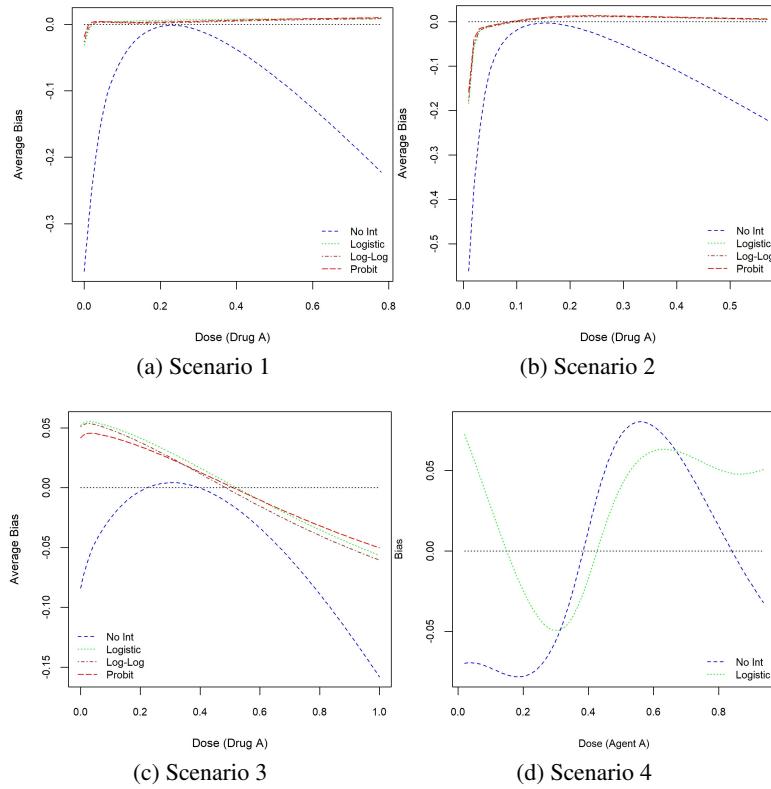 Average Bias
0.0
-0.1
-0.2
-0.3
No Int
Logistic
Log-Log
Probit
0.0 0.2 0.4 0.6 0.8
Dose (Drug A)
(a) Scenario 1
Average Bias
0.0
-0.1
-0.2
-0.3
-0.4
-0.5
No Int
Logistic
Log-Log
Probit
0.0 0.1 0.2 0.3 0.4 0.5
Dose (Drug A)
(b) Scenario 2
Average Bias
0.05
0.00
-0.05
-0.10
-0.15
No Int
Logistic
Log-Log
Probit
0.0 0.2 0.4 0.6 0.8 1.0
Dose (Drug A)
(c) Scenario 3
Bias
0.05
0.00
-0.05
No Int
Logistic
0.0 0.2 0.4 0.6 0.8
Dose (Agent A)
(d) Scenario 4